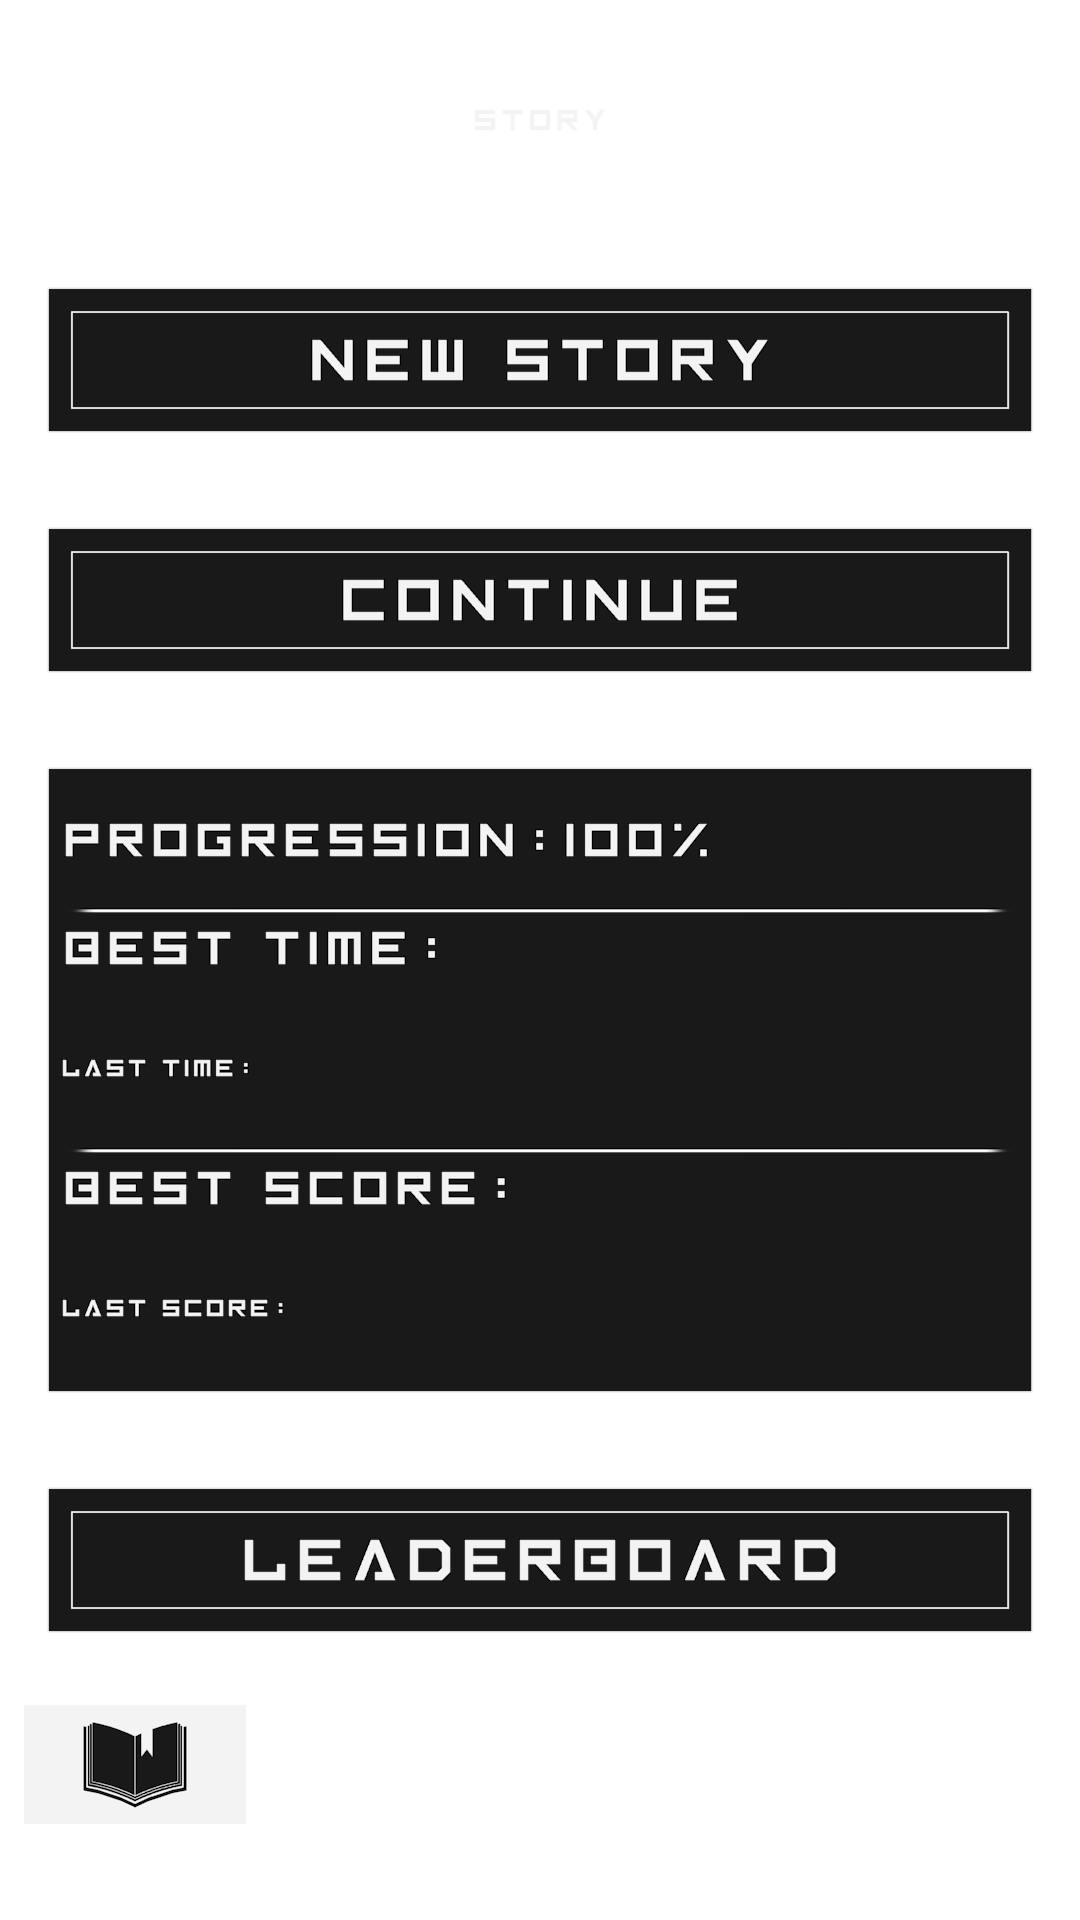 STORY
NEW STORY
CONTINUE
PROGRESSION:100%
BEST TIME:
LAST TIME:
BEST SCORE:
LAST SCORE:
LEADERBOARD